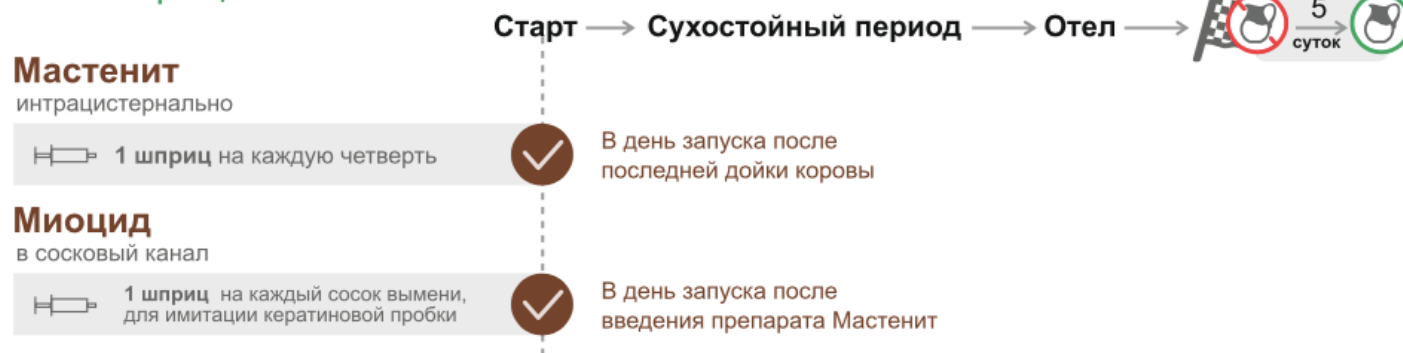 Старт Сухостойный период Отел 5 суток
Мастенит
интрацистернально
1 шприц на каждую четверть
В день запуска после
последней дойки коровы
Миоцид
в сосковый канал
1 шприц на каждый сосок вымени,
для имитации кератиновой пробки
В день запуска после
введения препарата Мастенит